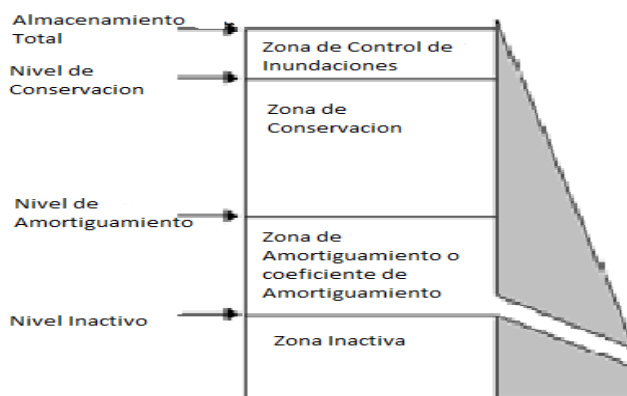 Almacenamiento
Total
Zona de Control de
Inundaciones
Nivel de
Conservacion
Zona de
Conservacion
Nivel de
Amortiguamiento
Zona de
Amortiguamiento o
coeficiente de
Amortiguamiento
Nivel Inactivo
Zona Inactiva